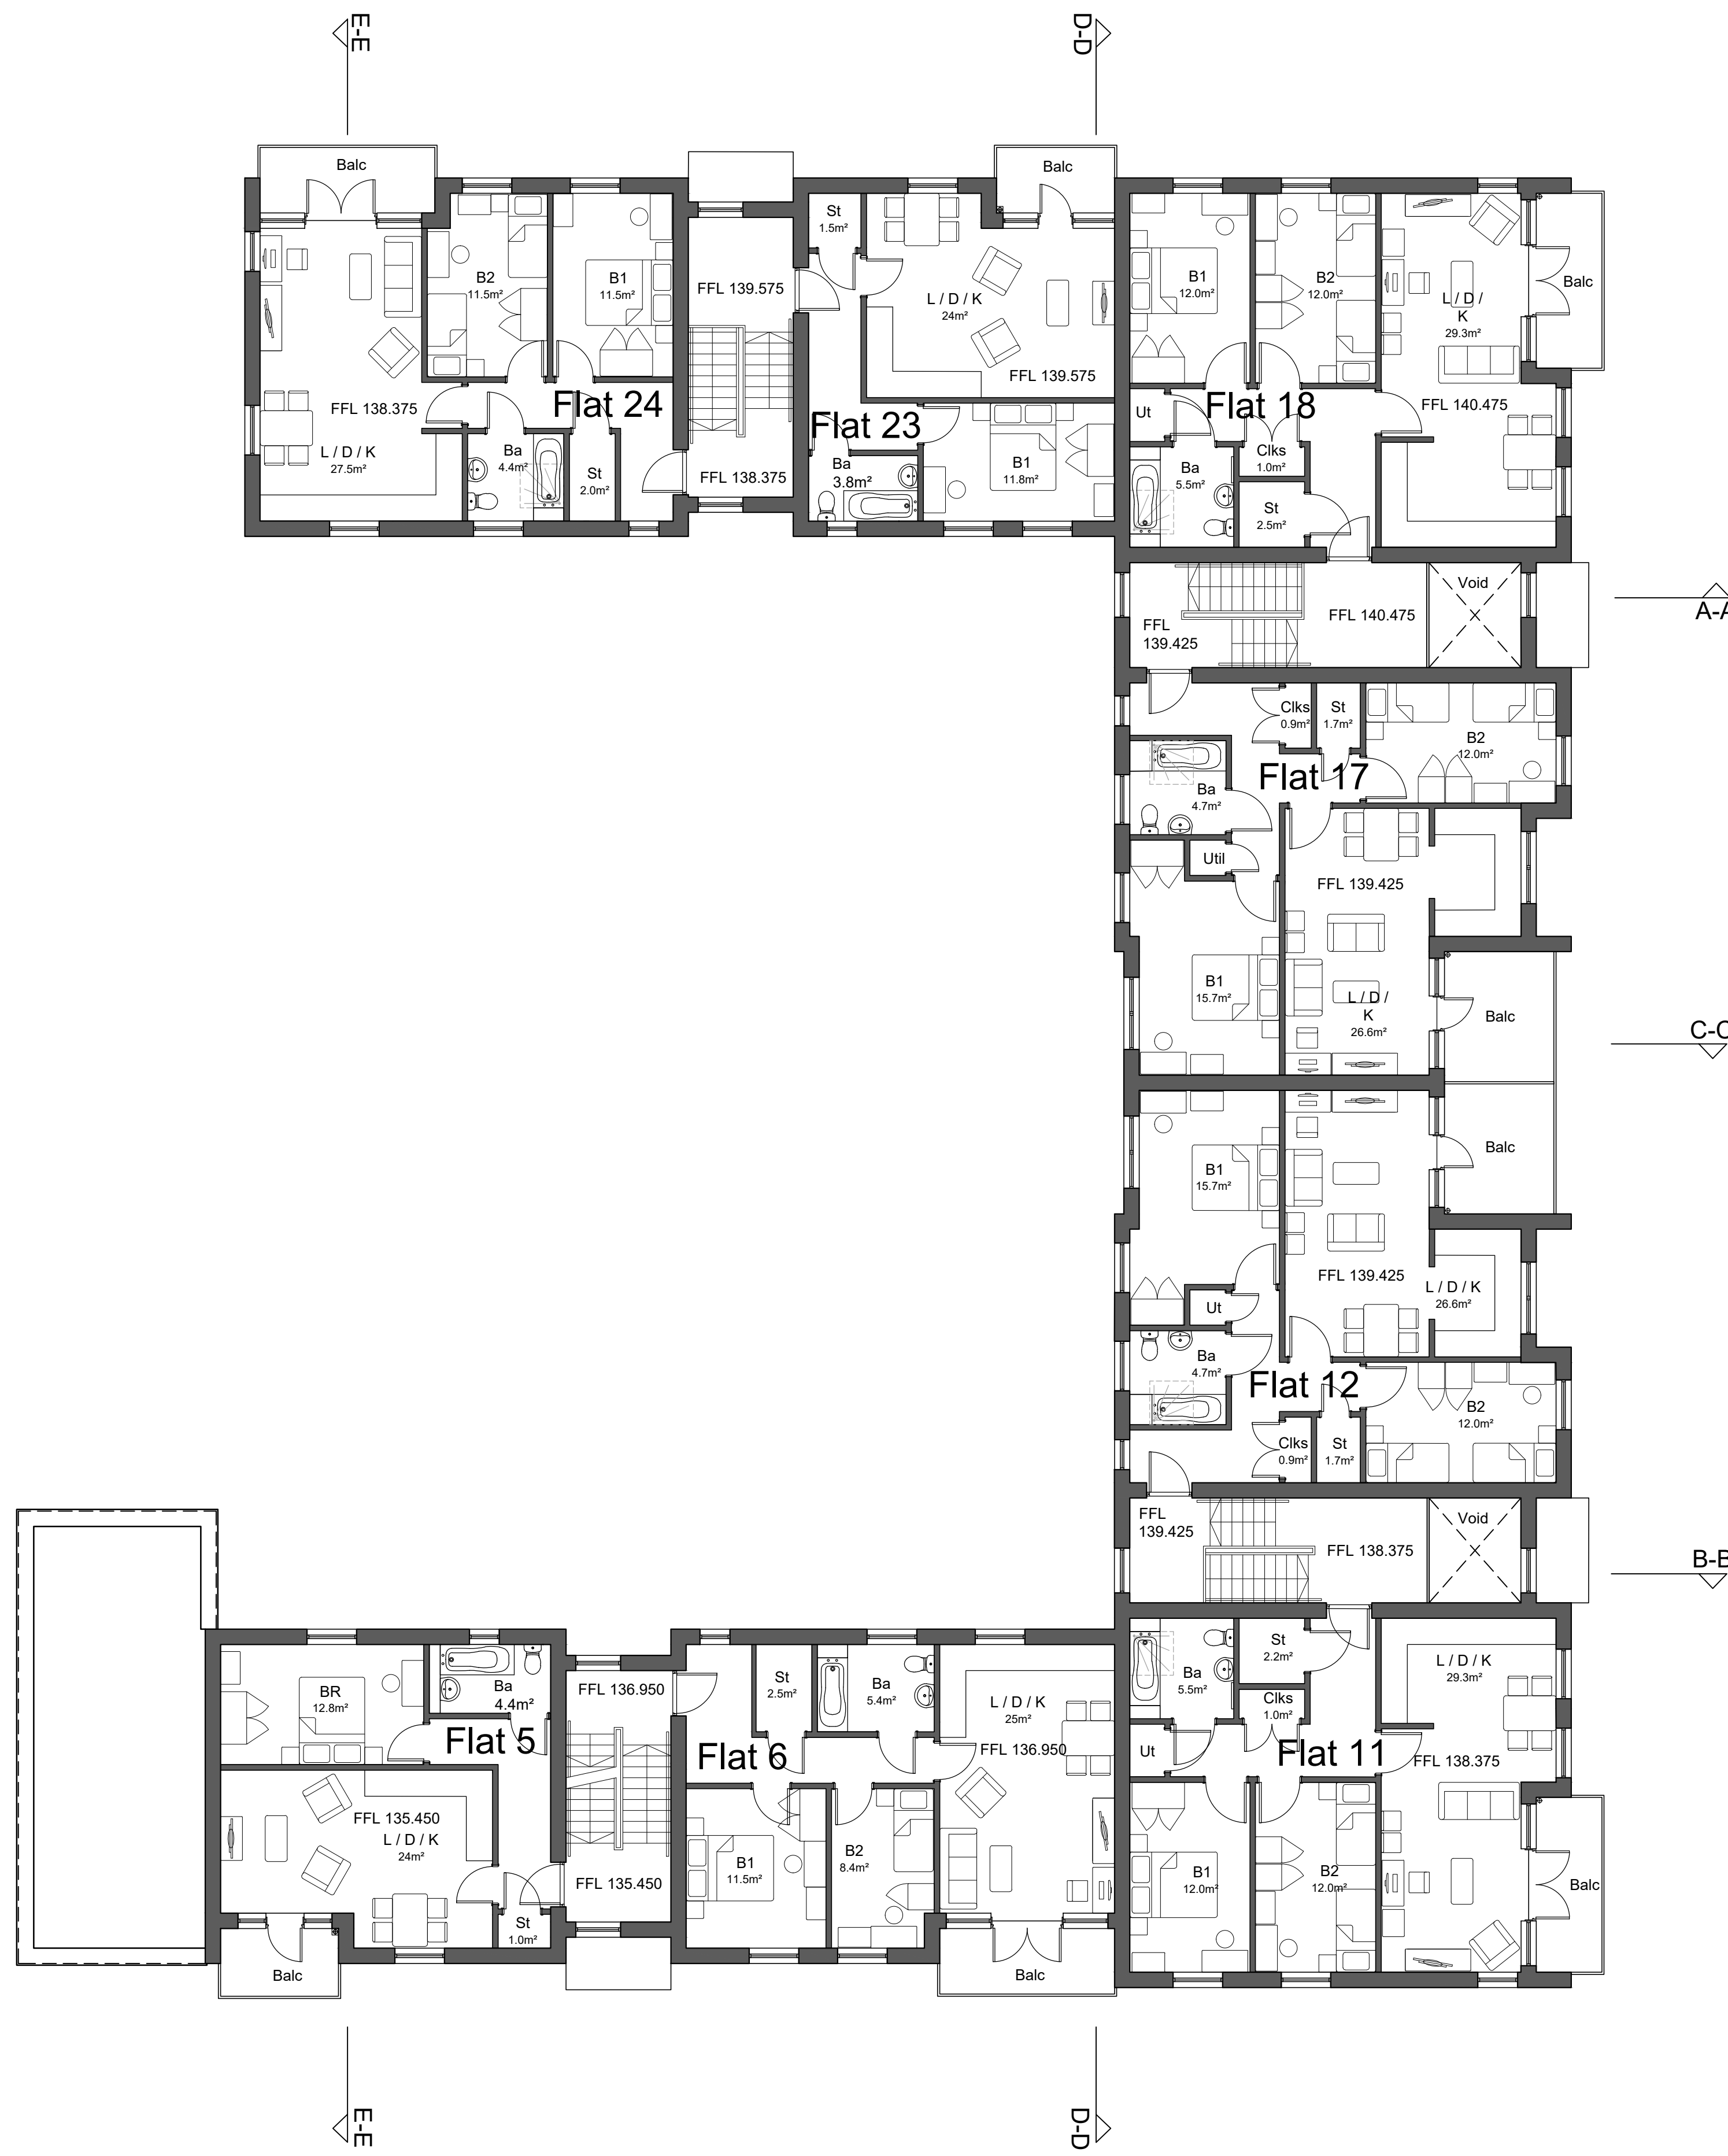 E-E
D-D
Balc
Balc
B2
11.5m²
B1
11.5m²
FFL 138.375
L / D / K
27.5m²
Flat 24
Ba
4.4m²
St
2.0m²
FFL 139.575
FFL 138.375
St
1.5m²
L / D / K
24m²
FFL 139.575
Flat 23
Ba
3.8m²
B1
11.8m²
B1
12.0m²
B2
12.0m²
L / D /
K
29.3m²
Balc
Ut
Flat 18
FFL 140.475
Ba
5.5m²
Clks
1.0m²
St
2.5m²
FFL
139.425
FFL 140.475
Void
A-A
Clks
0.9m²
St
1.7m²
B2
12.0m²
Flat 17
Ba
4.7m²
Util
FFL 139.425
B1
15.7m²
L / D /
K
26.6m²
Balc
C-C
B1
15.7m²
Balc
FFL 139.425
L / D / K
26.6m²
Ut
Ba
4.7m²
Flat 12
B2
12.0m²
Clks
0.9m²
St
1.7m²
FFL
139.425
FFL 138.375
Void
B-B
BR
12.8m²
Ba
4.4m²
Flat 5
FFL 135.450
L / D / K
24m²
St
1.0m²
Balc
FFL 136.950
FFL 135.450
St
2.5m²
Ba
5.4m²
L / D / K
25m²
Flat 6
FFL 136.950
B1
11.5m²
B2
8.4m²
Balc
Ba
5.5m²
St
2.2m²
Clks
1.0m²
L / D / K
29.3m²
Ut
Flat 11
FFL 138.375
B1
12.0m²
B2
12.0m²
Balc
E-E
D-D